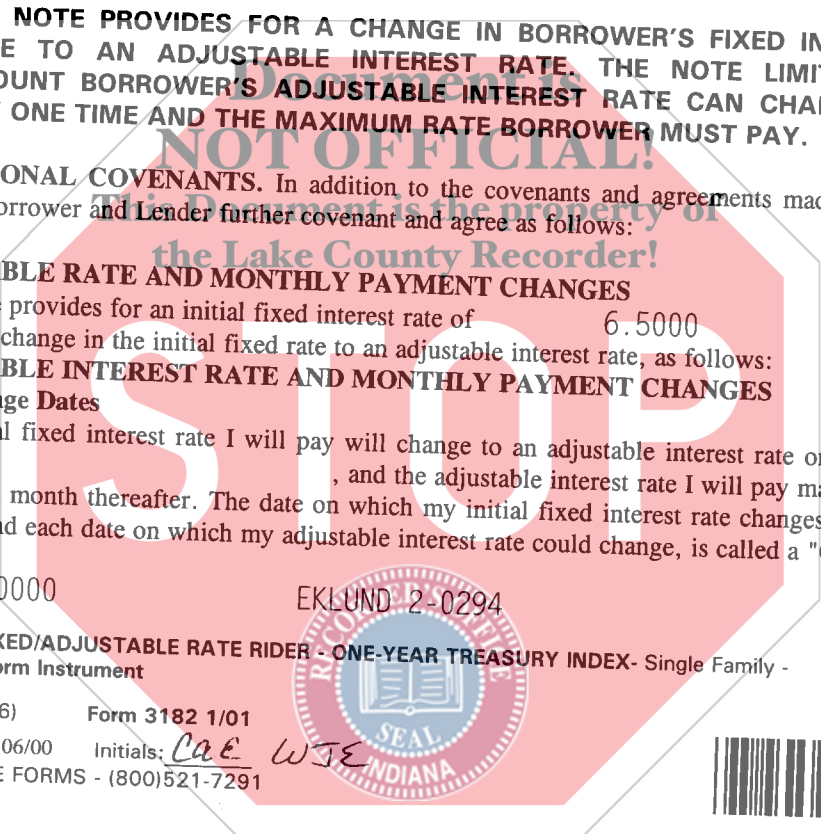 NOTE PROVIDES FOR A CHANGE IN BORROWER'S FIXED IN
E TO AN ADJUSTABLE INTEREST RATE. THE NOTE LIMIT
OUNT BORROWER'S ADJUSTABLE INTEREST RATE CAN CHA
ONE TIME AND THE MAXIMUM RATE BORROWER MUST PAY.
Document is
NOT OFFICIAL!
This Document is the property of
the Lake County Recorder!
STOP
ONAL COVENANTS. In addition to the covenants and agreements mad
orrower and Lender further covenant and agree as follows:
BLE RATE AND MONTHLY PAYMENT CHANGES
provides for an initial fixed interest rate of 6.5000
change in the initial fixed rate to an adjustable interest rate, as follows:
BLE INTEREST RATE AND MONTHLY PAYMENT CHANGES
ge Dates
l fixed interest rate I will pay will change to an adjustable interest rate o
, and the adjustable interest rate I will pay ma
month thereafter. The date on which my initial fixed interest rate changes
nd each date on which my adjustable interest rate could change, is called a "
0000 EKLUND 2-0294
XED/ADJUSTABLE RATE RIDER - ONE-YEAR TREASURY INDEX- Single Family -
orm Instrument
6) Form 3182 1/01
06/00 Initials: CAE WJE
E FORMS - (800)521-7291
RECORDER'S OFFICE
SEAL
INDIANA